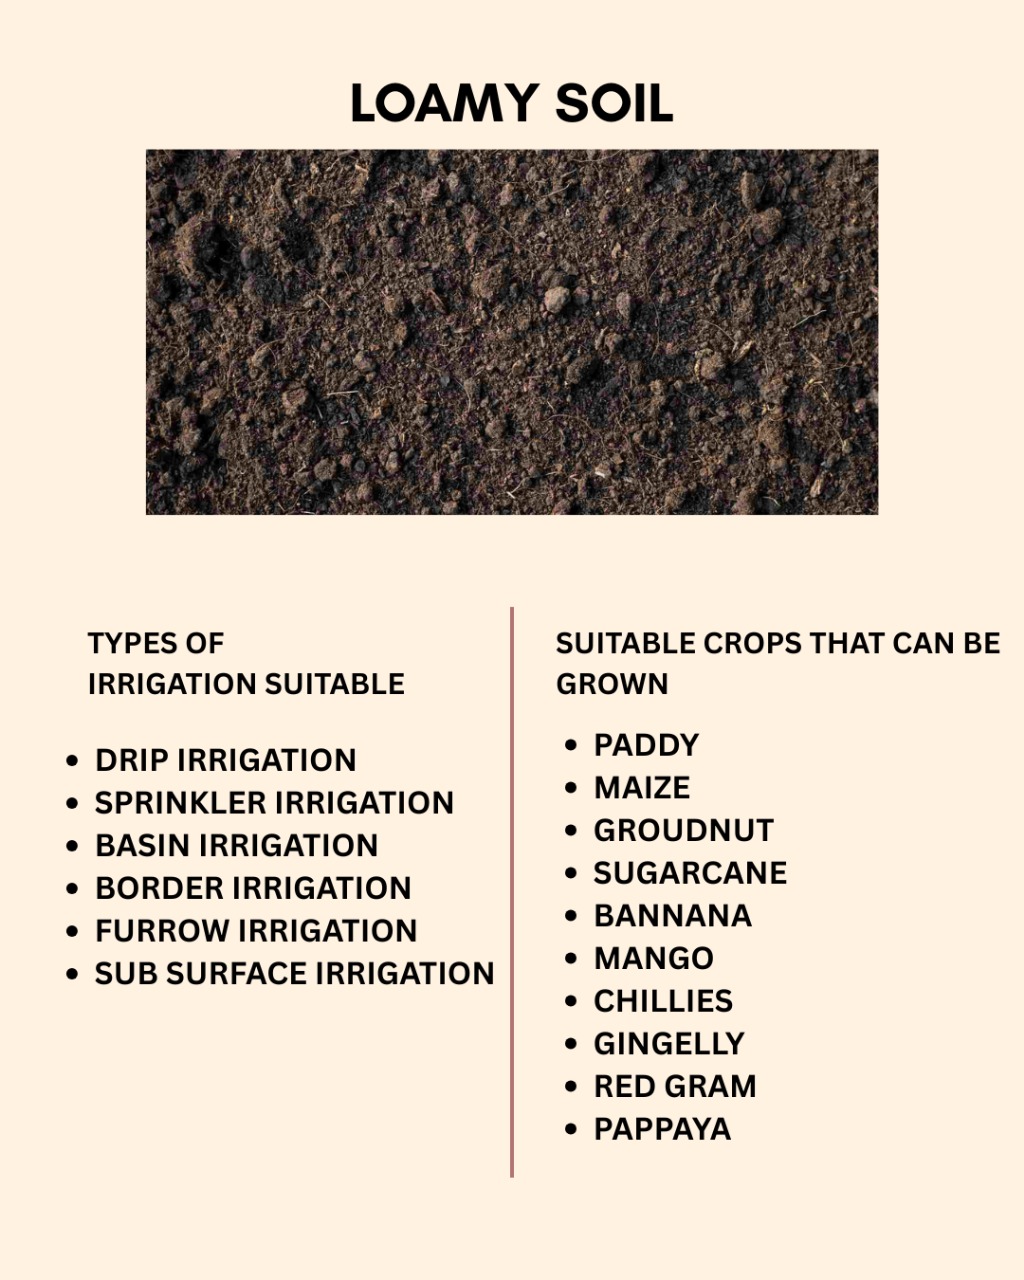 LOAMY SOIL
TYPES OF
IRRIGATION SUITABLE
• DRIP IRRIGATION
• SPRINKLER IRRIGATION
• BASIN IRRIGATION
• BORDER IRRIGATION
• FURROW IRRIGATION
• SUB SURFACE IRRIGATION
SUITABLE CROPS THAT CAN BE
GROWN
• PADDY
• MAIZE
• GROUDNUT
• SUGARCANE
• BANNANA
• MANGO
• CHILLIES
• GINGELLY
• RED GRAM
• PAPPAYA